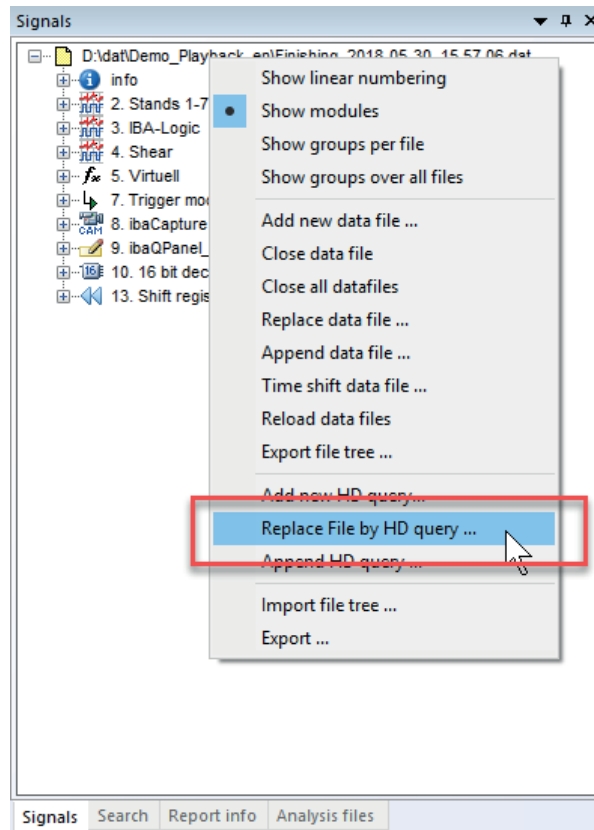 Signals
D:\dat\Demo_Playback_en\Finishing_2018_05_30_15.57.06.dat
info
2. Stands 1-7
3. IBA-Logic
4. Shear
5. Virtuell
7. Trigger mo
8. ibaCapture
CAM
9. ibaQPanel_
16
10. 16 bit dec
13. Shift regis
Show linear numbering
Show modules
Show groups per file
Show groups over all files
Add new data file ...
Close data file
Close all datafiles
Replace data file ...
Append data file ...
Time shift data file ...
Reload data files
Export file tree ...
Add new HD query...
Replace File by HD query ...
Append HD query ...
Import file tree ...
Export ...
Signals Search Report info Analysis files